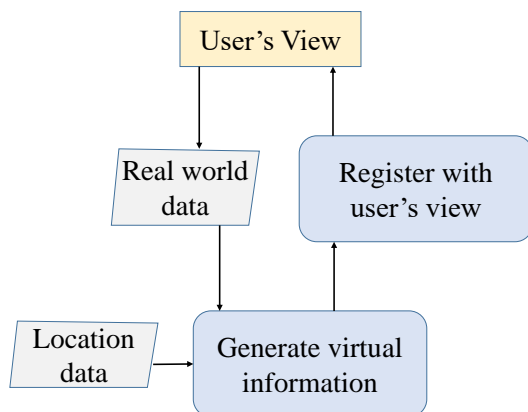 User’s View
Real world
data
Register with
user’s view
Location
data
Generate virtual
information